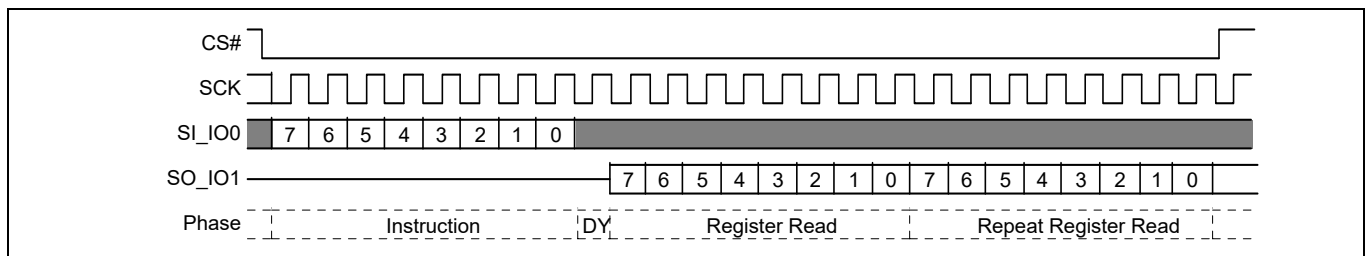 CS#
SCK
SI_IO0 7 6 5 4 3 2 1 0
SO_IO1 7 6 5 4 3 2 1 0 7 6 5 4 3 2 1 0
Phase Instruction DY Register Read Repeat Register Read